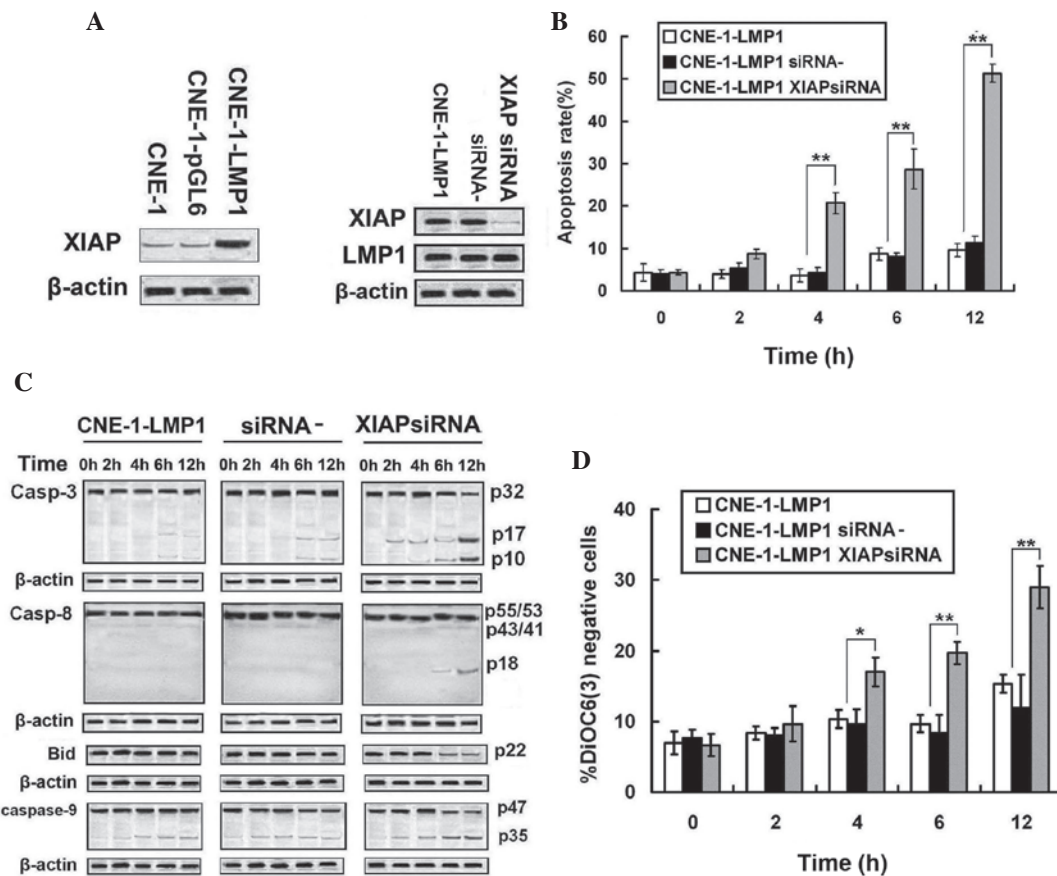 A
CNE-1
CNE-1-pGL6
CNE-1-LMP1
XIAP
β-actin
CNE-1-LMP1
siRNA-
XIAP siRNA
XIAP
LMP1
β-actin
B
CNE-1-LMP1
CNE-1-LMP1 siRNA-
CNE-1-LMP1 XIAPsiRNA
Apoptosis rate(%)
60
50
40
30
20
10
0
**
**
**
0 2 4 6 12
Time (h)
C
CNE-1-LMP1 siRNA- XIAPsiRNA
Time 0h 2h 4h 6h 12h 0h 2h 4h 6h 12h 0h 2h 4h 6h 12h
Casp-3 p32
p17
p10
β-actin
Casp-8 p55/53
p43/41
p18
β-actin
Bid p22
β-actin
caspase-9 p47
p35
β-actin
D
CNE-1-LMP1
CNE-1-LMP1 siRNA-
CNE-1-LMP1 XIAPsiRNA
%DiOC6(3) negative cells
40
30
20
10
0
*
**
**
0 2 4 6 12
Time (h)